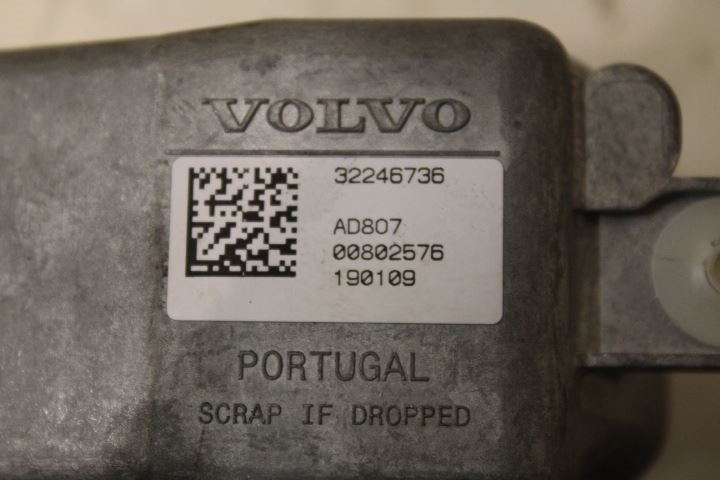 VOLVO
32246736
AD807
00802576
190109
PORTUGAL
SCRAP IF DROPPED